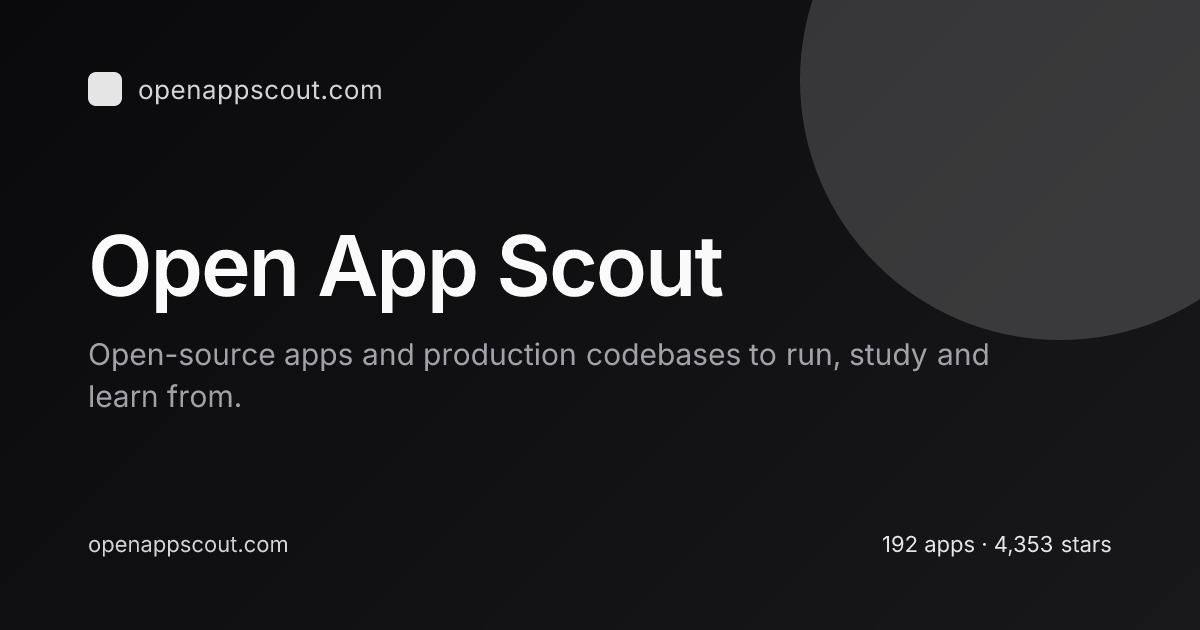 openappscout.com
Open App Scout
Open-source apps and production codebases to run, study and
learn from.
openappscout.com
192 apps · 4,353 stars